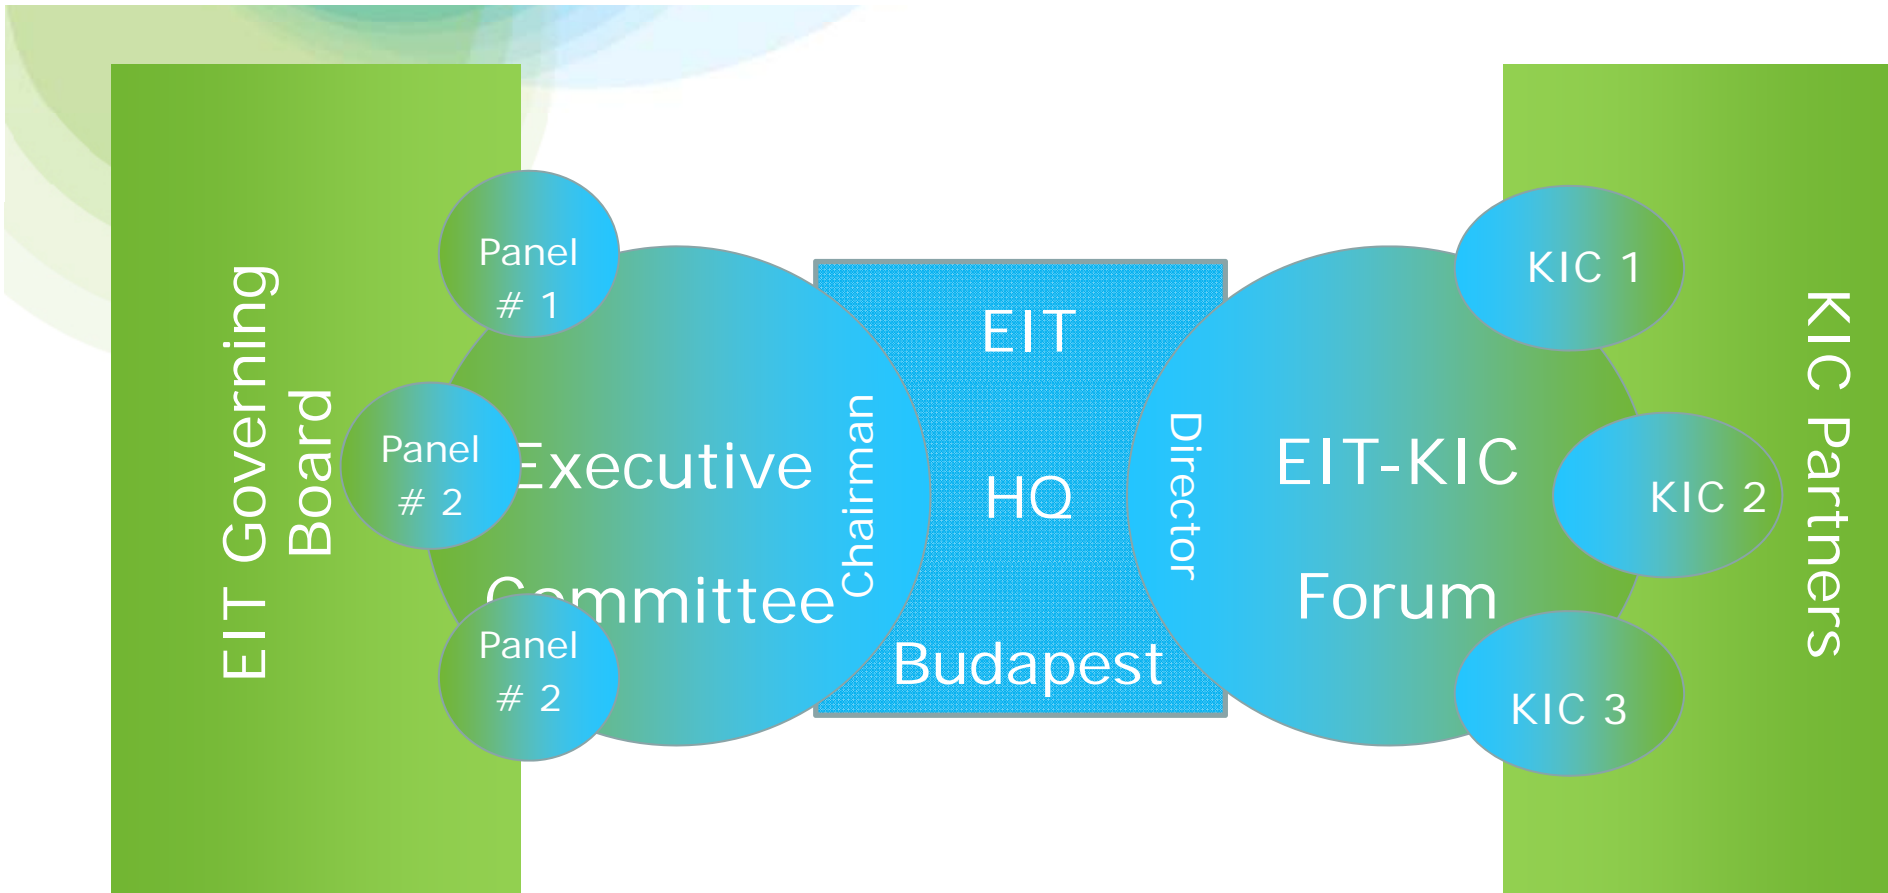 EIT Governing
Board
Panel
# 1
Panel
# 2
Panel
# 2
Executive
Committee
Chairman
EIT
HQ
Budapest
Director
EIT-KIC
Forum
KIC 1
KIC 2
KIC 3
KIC Partners